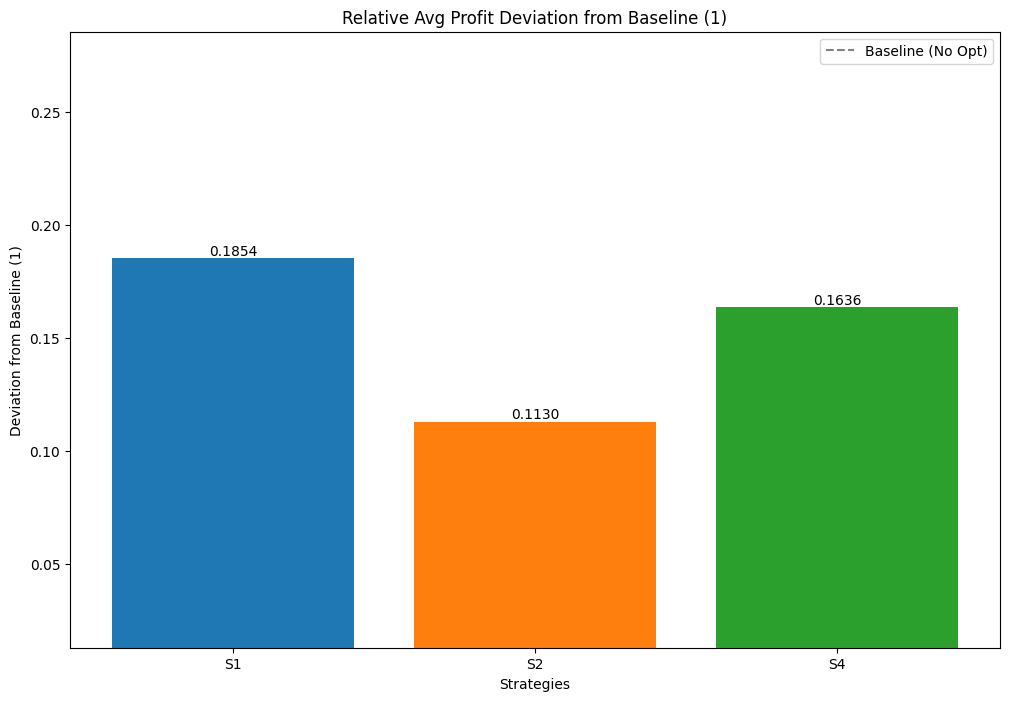 Relative Avg Profit Deviation from Baseline (1)
Baseline (No Opt)
0.25
0.20
0.15
0.10
0.05
Deviation from Baseline (1)
0.1854
0.1130
0.1636
S1
S2
S4
Strategies